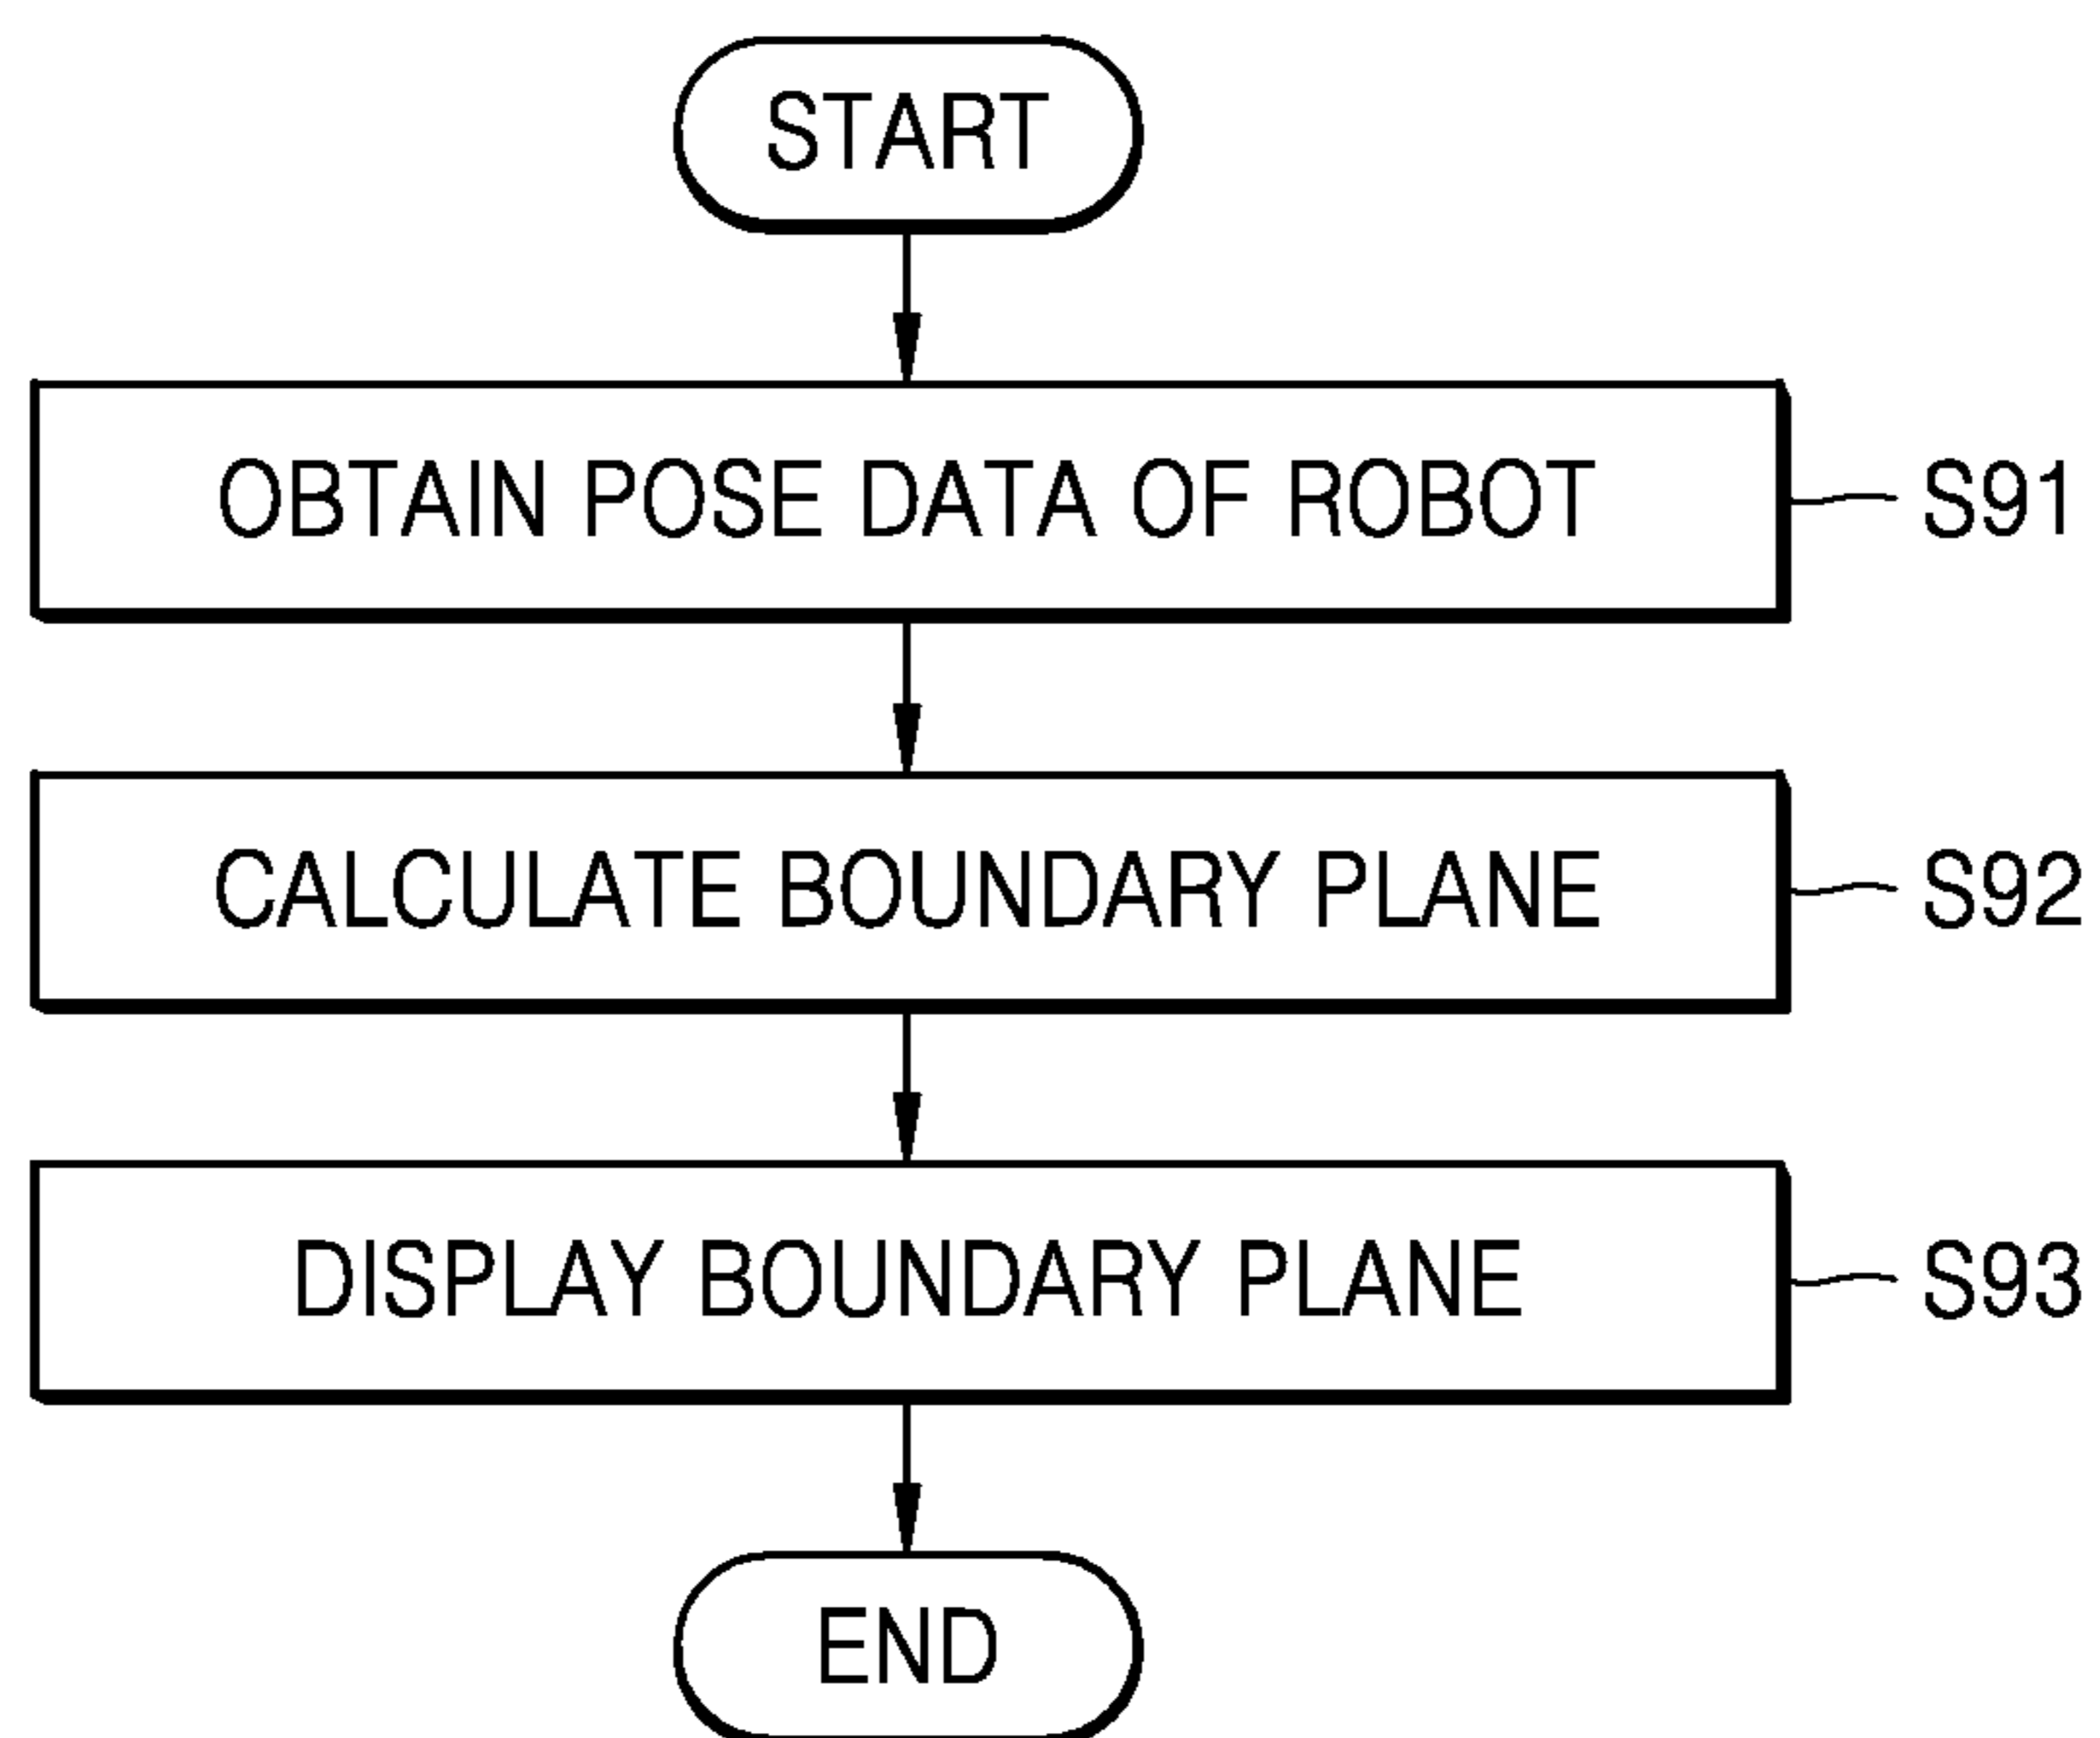 START
OBTAIN POSE DATA OF ROBOT
S91
CALCULATE BOUNDARY PLANE
S92
DISPLAY BOUNDARY PLANE
S93
END